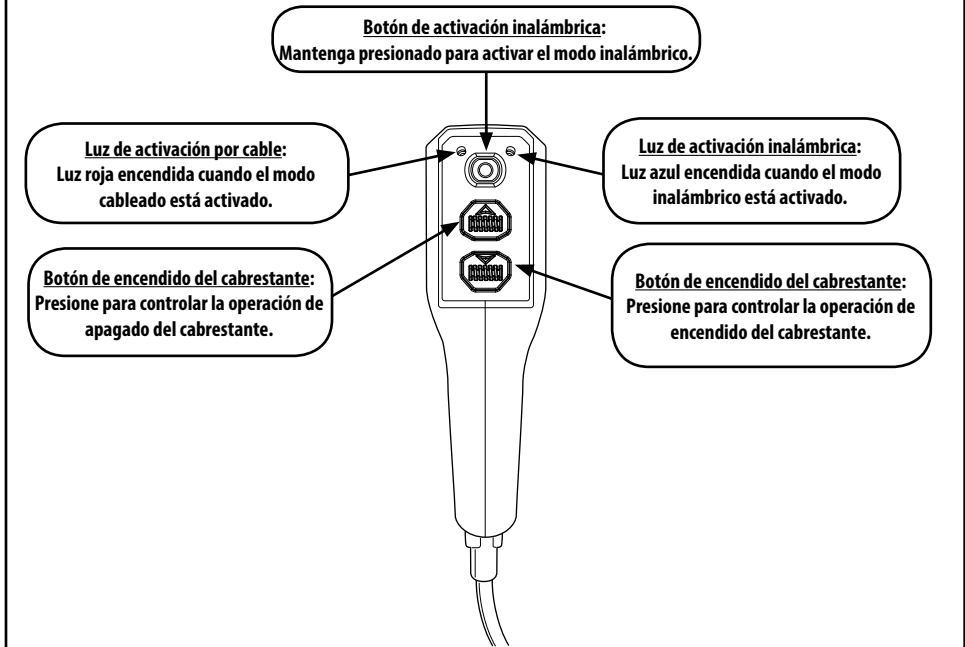 Botón de activación inalámbrica:
Mantenga presionado para activar el modo inalámbrico.
Luz de activación por cable:
Luz roja encendida cuando el modo
cableado está activado.
Luz de activación inalámbrica:
Luz azul encendida cuando el modo
inalámbrico está activado.
Botón de encendido del cabrestante:
Presione para controlar la operación de
apagado del cabrestante.
Botón de encendido del cabrestante:
Presione para controlar la operación de
encendido del cabrestante.